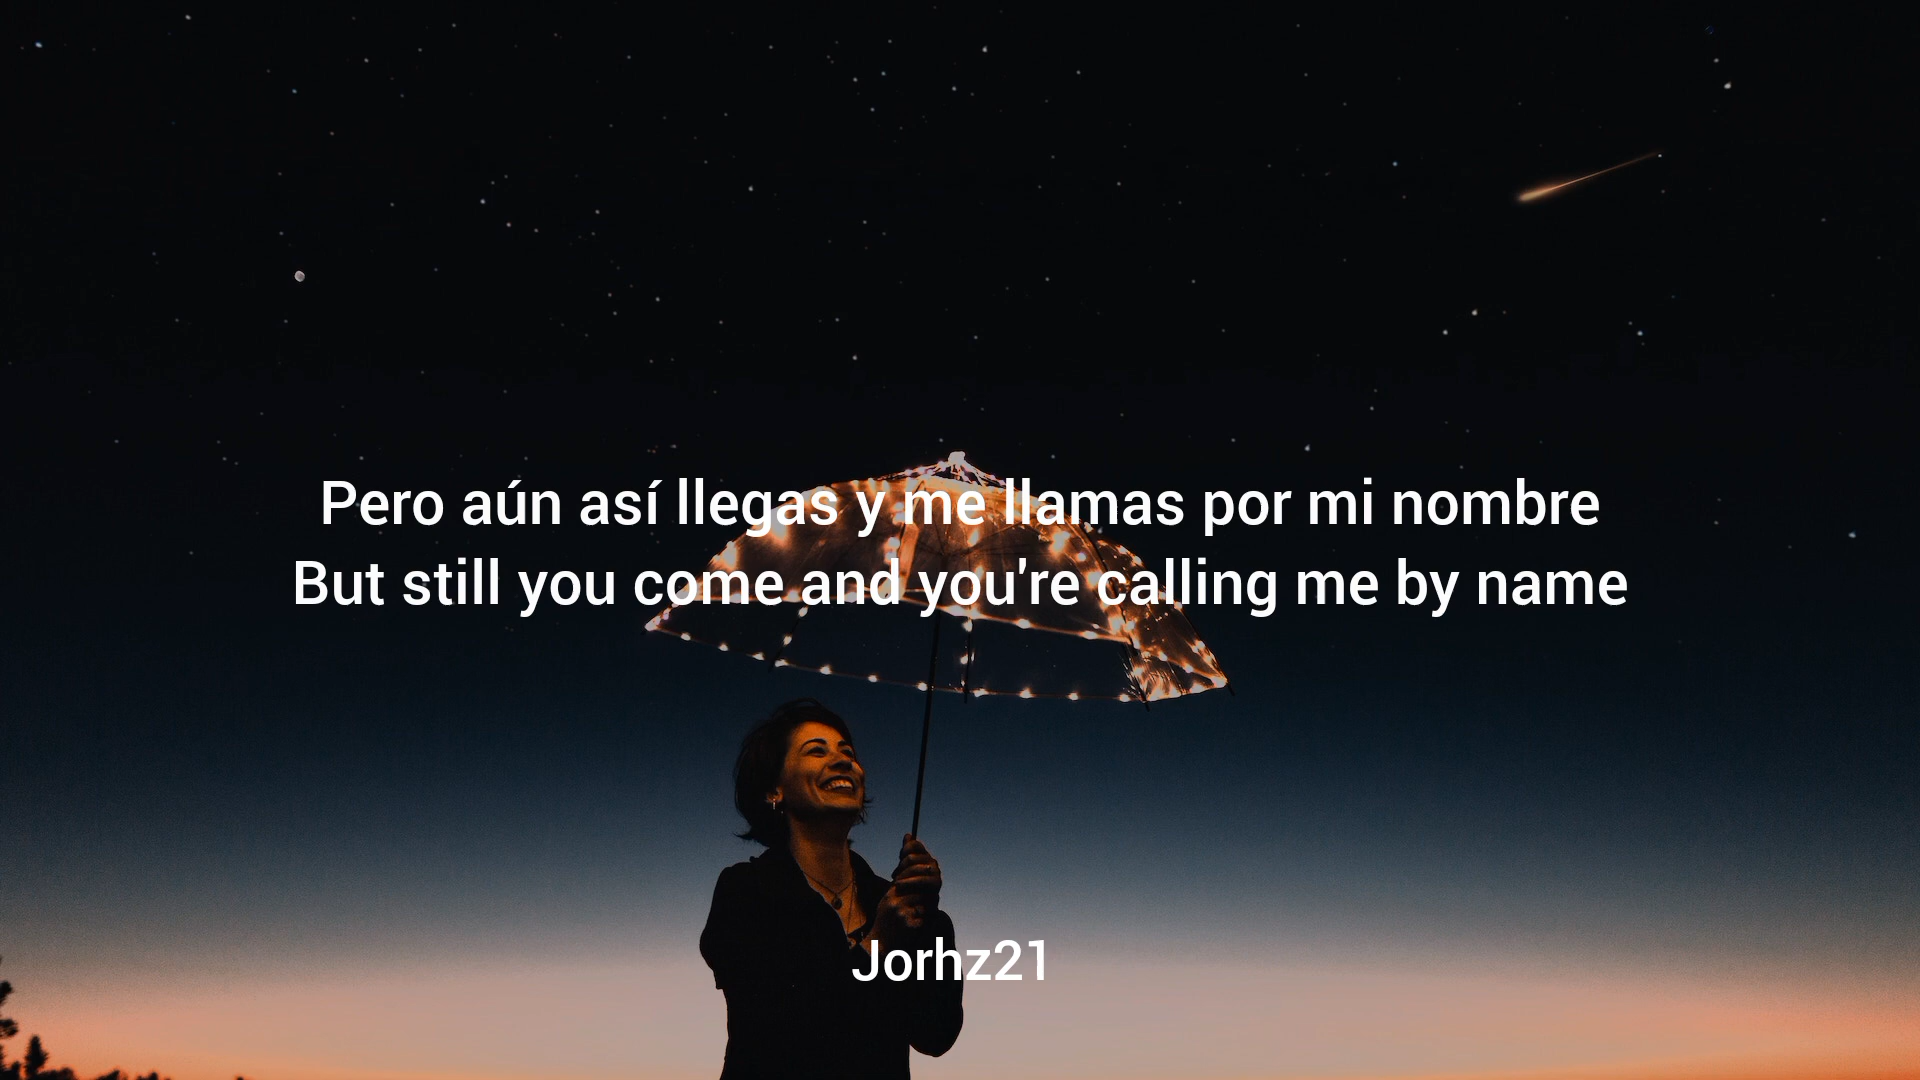 Pero aún así llegas y me llamas por mi nombre
But still you come and you're calling me by name
Jorhz21